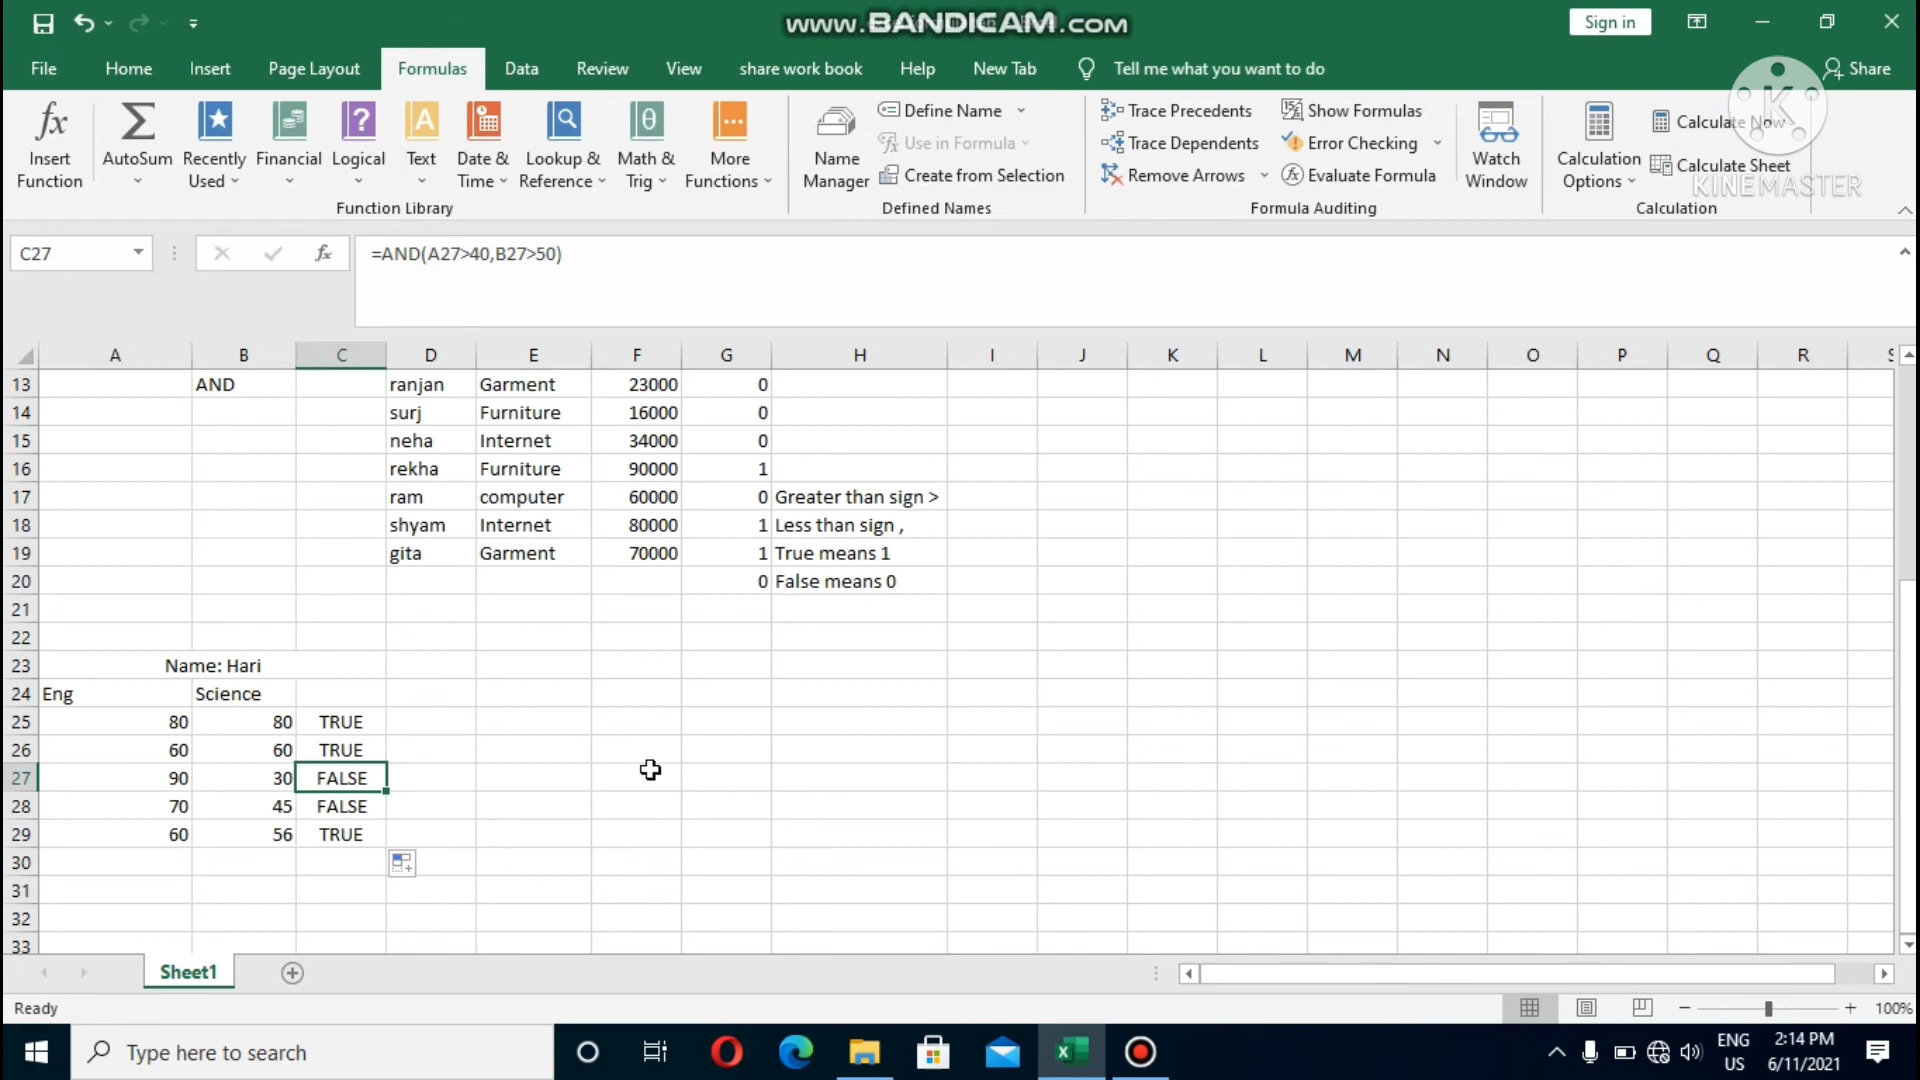 www.BANDICAM.com
Sign in
File Home Insert Page Layout Formulas Data Review View share work book Help New Tab Tell me what you want to do Share
Insert Function
AutoSum
Recently Used
Financial
Logical
Text
Date & Time
Lookup & Reference
Math & Trig
More Functions
Function Library
Name Manager
Define Name
Use in Formula
Create from Selection
Defined Names
Trace Precedents
Trace Dependents
Remove Arrows
Show Formulas
Error Checking
Evaluate Formula
Formula Auditing
Watch Window
Calculation Options
Calculate Now
Calculate Sheet
Calculation
K
KINEMASTER
C27 fx =AND(A27>40,B27>50)
A B C D E F G H I J K L M N O P Q R S
13 AND ranjan Garment 23000 0
14 surj Furniture 16000 0
15 neha Internet 34000 0
16 rekha Furniture 90000 1
17 ram computer 60000 0 Greater than sign >
18 shyam Internet 80000 1 Less than sign ,
19 gita Garment 70000 1 True means 1
20 0 False means 0
21
22
23 Name: Hari
24 Eng Science
25 80 80 TRUE
26 60 60 TRUE
27 90 30 FALSE
28 70 45 FALSE
29 60 56 TRUE
30
31
32
33
Sheet1
Ready 100%
Type here to search
ENG US
2:14 PM
6/11/2021